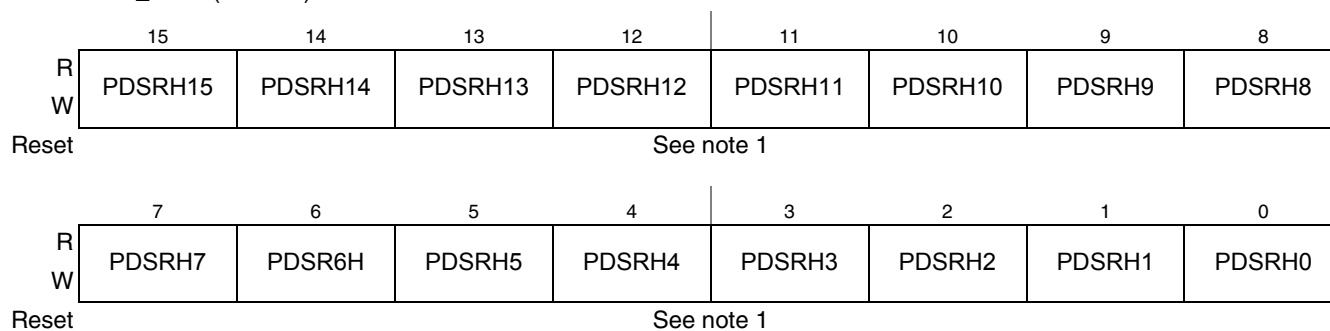 15 14 13 12 11 10 9 8
R
W
PDSRH15 PDSRH14 PDSRH13 PDSRH12 PDSRH11 PDSRH10 PDSRH9 PDSRH8
Reset See note 1
7 6 5 4 3 2 1 0
R
W
PDSRH7 PDSR6H PDSRH5 PDSRH4 PDSRH3 PDSRH2 PDSRH1 PDSRH0
Reset See note 1